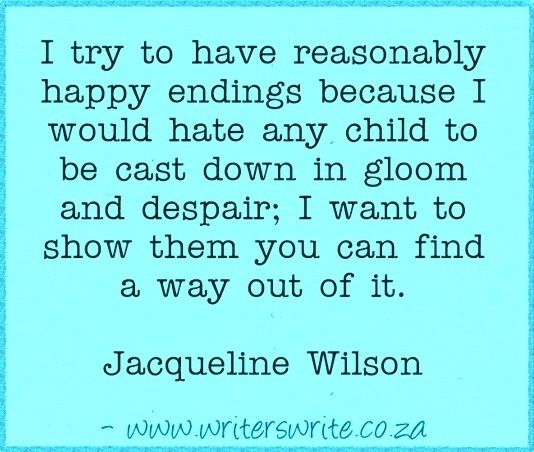 I try to have reasonably
happy endings because I
would hate any child to
be cast down in gloom
and despair; I want to
show them you can find
a way out of it.
Jacqueline Wilson
- www.writerswrite.co.za